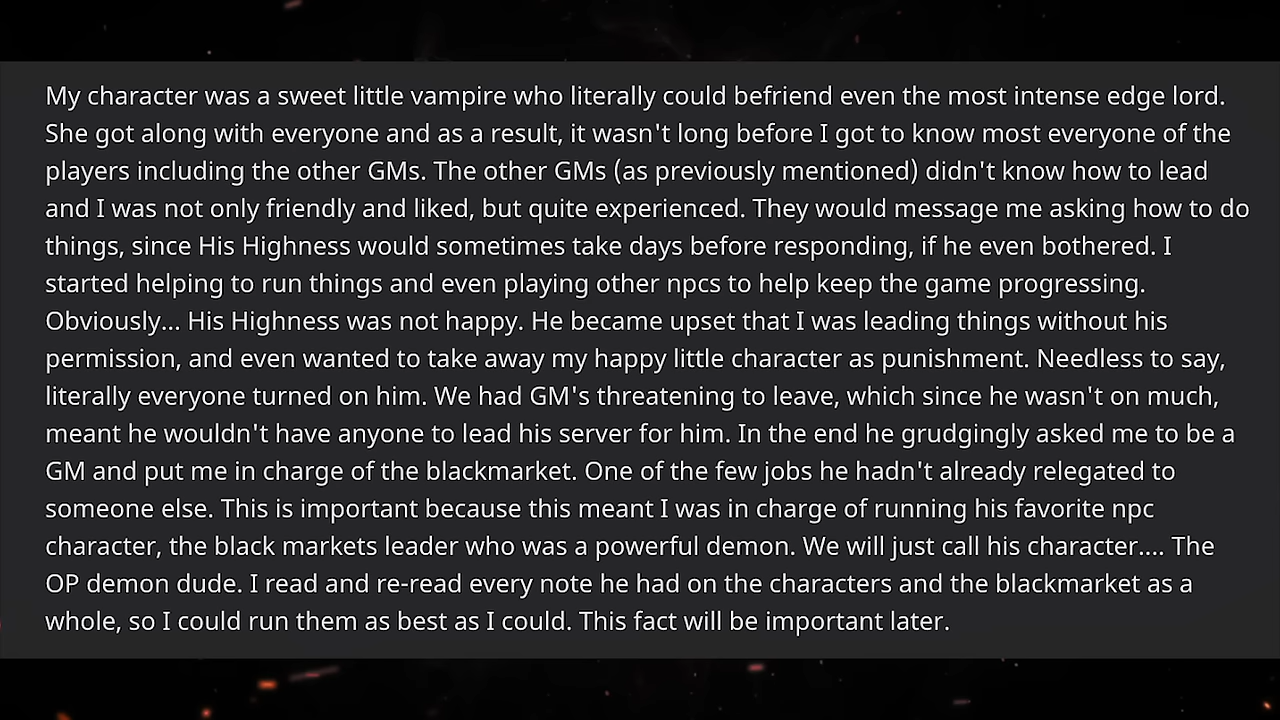 My character was a sweet little vampire who literally could befriend even the most intense edge lord.
She got along with everyone and as a result, it wasn't long before I got to know most everyone of the
players including the other GMs. The other GMs (as previously mentioned) didn't know how to lead
and I was not only friendly and liked, but quite experienced. They would message me asking how to do
things, since His Highness would sometimes take days before responding, if he even bothered. I
started helping to run things and even playing other npcs to help keep the game progressing.
Obviously... His Highness was not happy. He became upset that I was leading things without his
permission, and even wanted to take away my happy little character as punishment. Needless to say,
literally everyone turned on him. We had GM's threatening to leave, which since he wasn't on much,
meant he wouldn't have anyone to lead his server for him. In the end he grudgingly asked me to be a
GM and put me in charge of the blackmarket. One of the few jobs he hadn't already relegated to
someone else. This is important because this meant I was in charge of running his favorite npc
character, the black markets leader who was a powerful demon. We will just call his character.... The
OP demon dude. I read and re-read every note he had on the characters and the blackmarket as a
whole, so I could run them as best as I could. This fact will be important later.